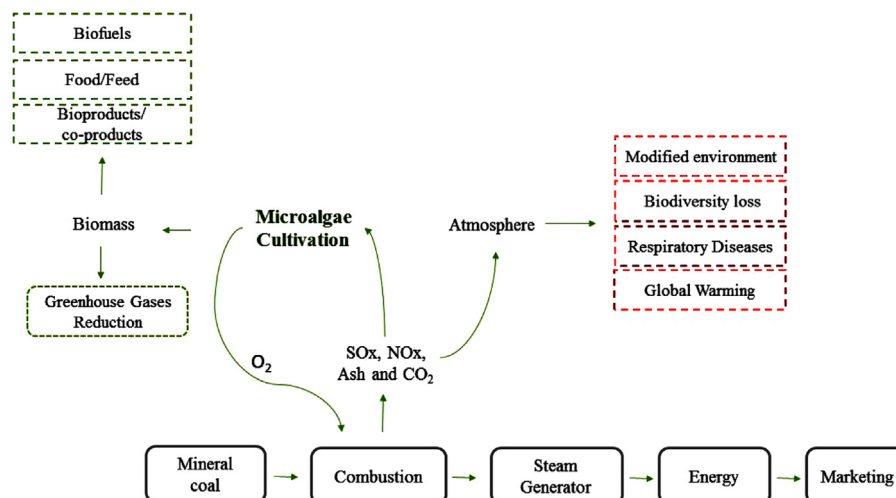 Biofuels
Food/Feed
Bioproducts/
co-products
Biomass
Greenhouse Gases
Reduction
Microalgae
Cultivation
Atmosphere
Modified environment
Biodiversity loss
Respiratory Diseases
Global Warming
O₂
SOx, NOx,
Ash and CO₂
Mineral
coal
Combustion
Steam
Generator
Energy
Marketing